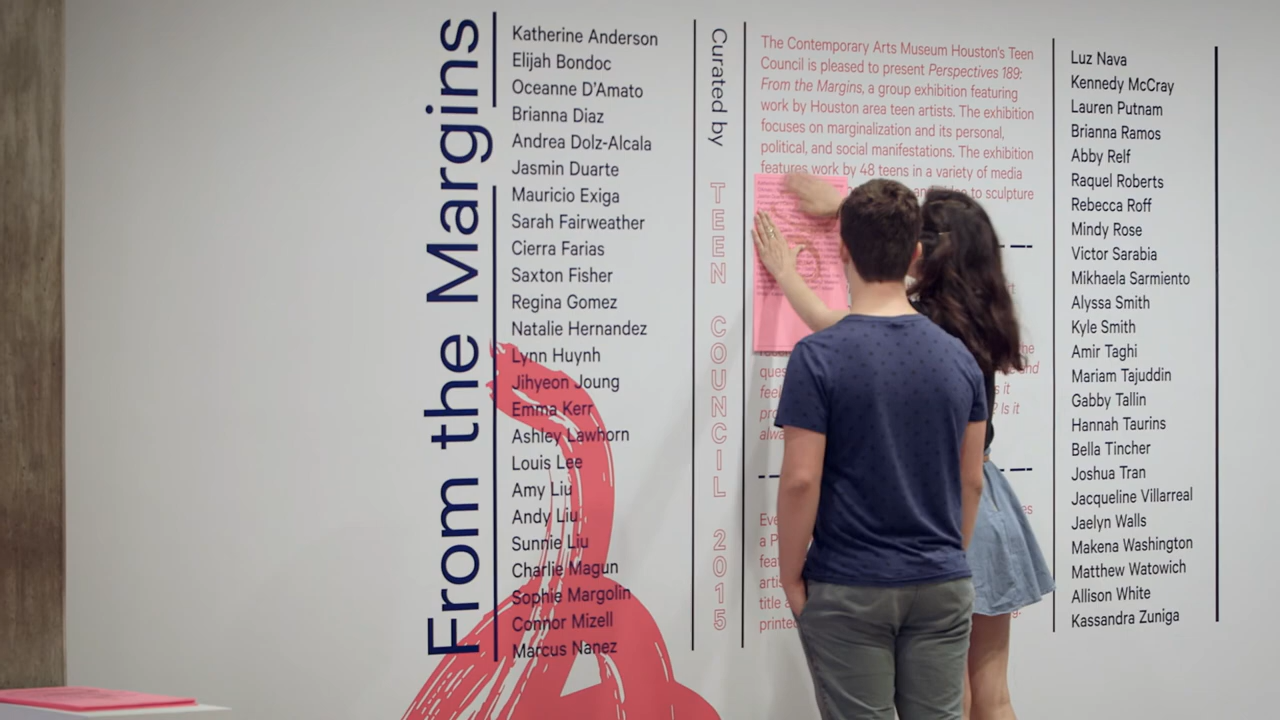 From the Margins
Katherine Anderson
Elijah Bondoc
Oceanne D'Amato
Brianna Diaz
Andrea Dolz-Alcala
Jasmin Duarte
Mauricio Exiga
Sarah Fairweather
Cierra Farias
Saxton Fisher
Regina Gomez
Natalie Hernandez
Lynn Huynh
Jihyeon Joung
Emma Kerr
Ashley Lawhorn
Louis Lee
Amy Liu
Andy Liu
Sunnie Liu
Charlie Magun
Sophie Margolin
Connor Mizell
Marcus Nanez
Curated by TEEN COUNCIL 2015
The Contemporary Arts Museum Houston's Teen
Council is pleased to present Perspectives 189:
From the Margins, a group exhibition featuring
work by Houston area teen artists. The exhibition
focuses on marginalization and its personal,
political, and social manifestations. The exhibition
features work by 48 teens in a variety of media
to sculpture
is it
? Is it
a P
title a
printe
Luz Nava
Kennedy McCray
Lauren Putnam
Brianna Ramos
Abby Relf
Raquel Roberts
Rebecca Roff
Mindy Rose
Victor Sarabia
Mikhaela Sarmiento
Alyssa Smith
Kyle Smith
Amir Taghi
Mariam Tajuddin
Gabby Tallin
Hannah Taurins
Bella Tincher
Joshua Tran
Jacqueline Villarreal
Jaelyn Walls
Makena Washington
Matthew Watowich
Allison White
Kassandra Zuniga